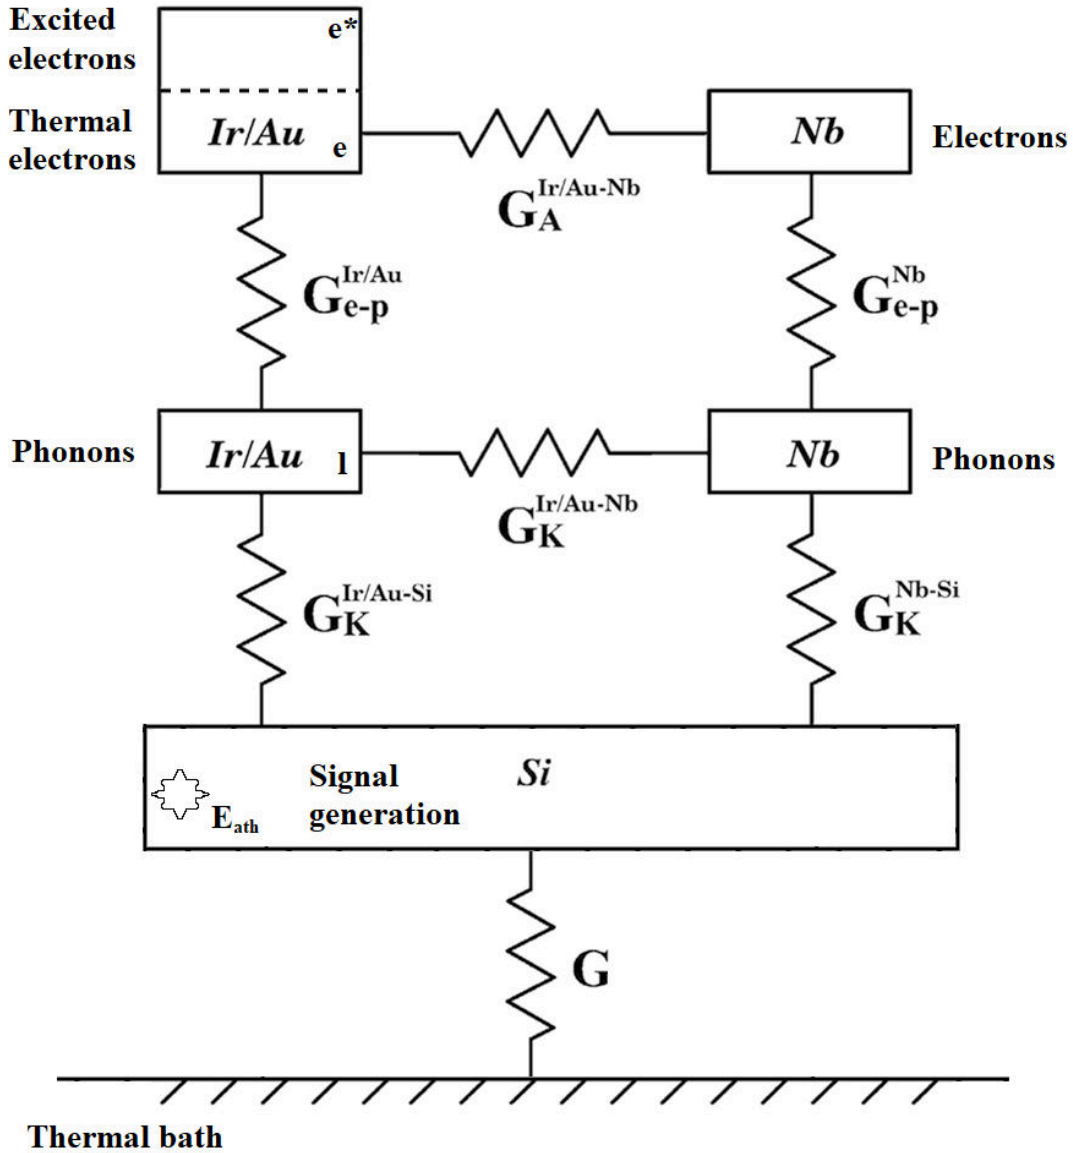 Excited
electrons
e*
Thermal
electrons
Ir/Au
e
Nb
Electrons
G_A^Ir/Au-Nb
G_e-p^Ir/Au
G_e-p^Nb
Phonons
Ir/Au
l
Nb
Phonons
G_K^Ir/Au-Nb
G_K^Ir/Au-Si
G_K^Nb-Si
E_ath
Signal
generation
Si
G
Thermal bath